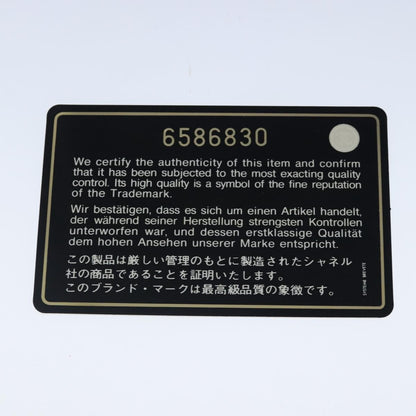 6586830
We certify the authenticity of this item and confirm
that it has been subjected to the most exacting quality
control. Its high quality is a symbol of the fine reputation
of the Trademark.
Wir bestätigen, dass es sich um einen Artikel handelt,
der während seiner Herstellung strengsten Kontrollen
unterworfen war, und dessen erstklassige Qualität
dem hohen Ansehen unserer Marke entspricht.
この製品は厳しい管理のもとに製造されたシャネル
社の商品であることを証明いたします。
このブランド・マークは最高級品質の象徴です。